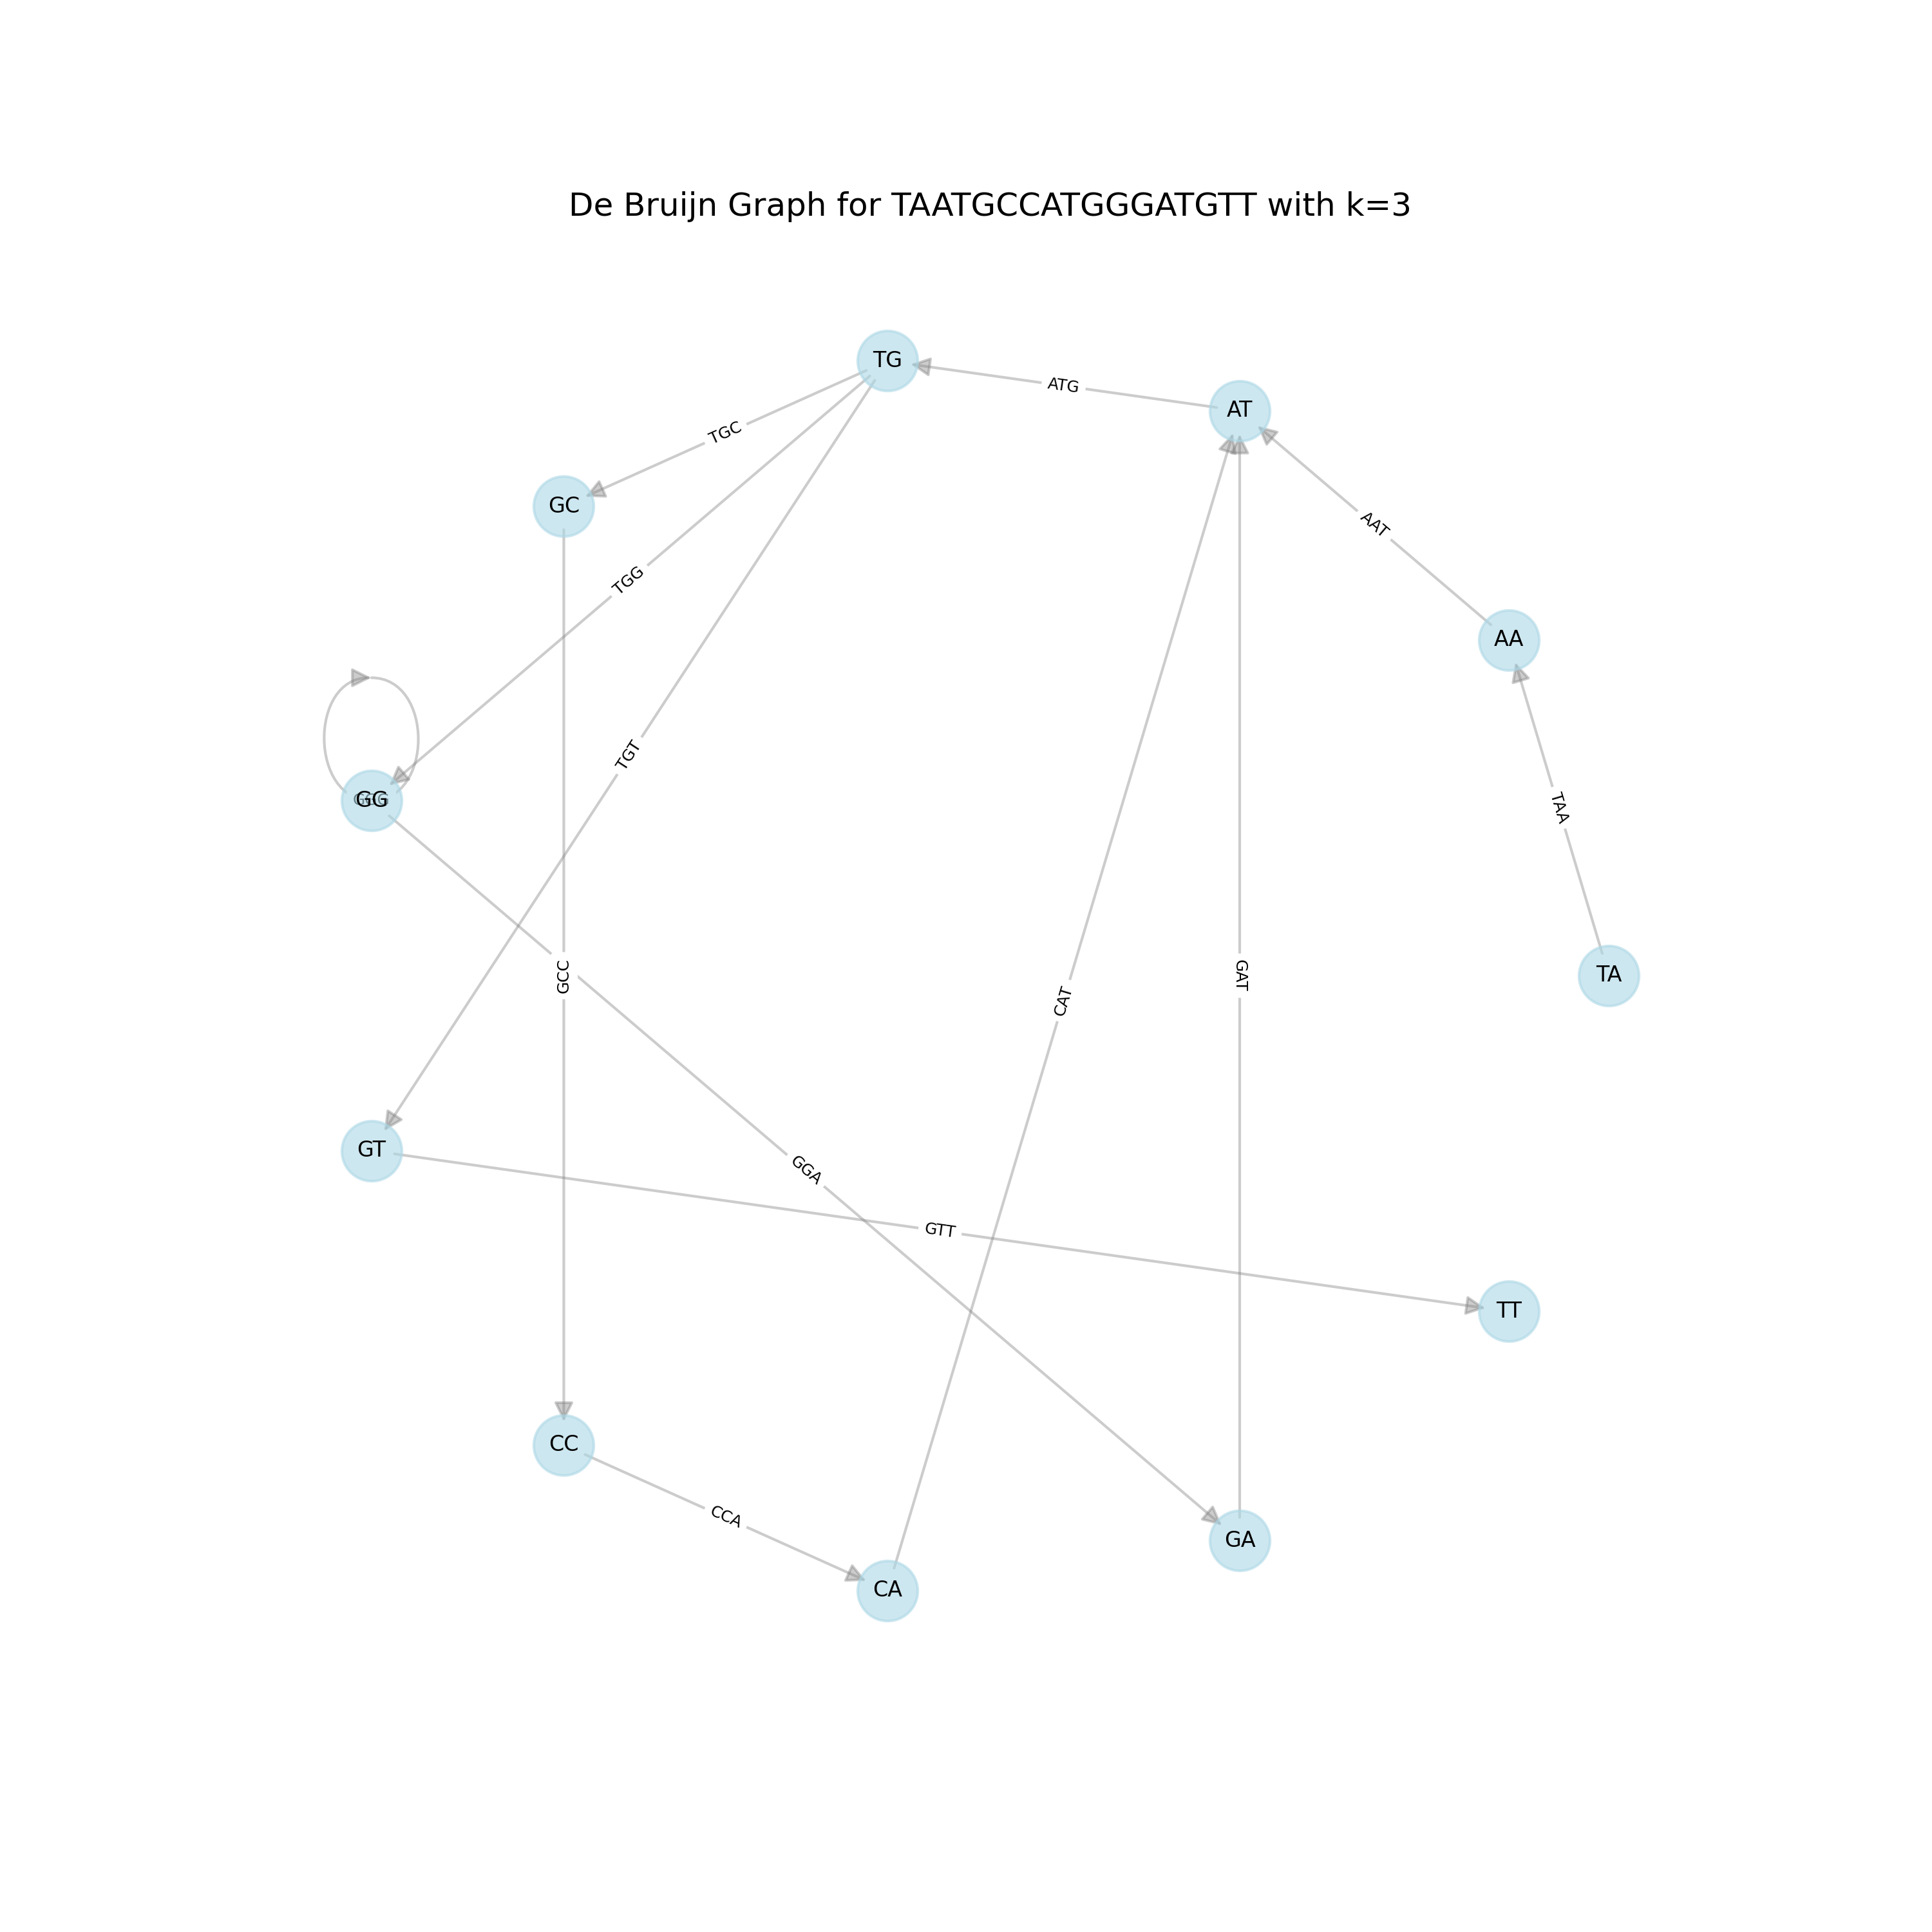 De Bruijn Graph for TAATGCCATGGGATGTT with k=3
TG
ATG
AT
TGC
GC
AAT
TGG
AA
TGT
GG
TAA
GCC
GAT
TA
CAT
GT
GGA
GTT
TT
CC
CCA
GA
CA